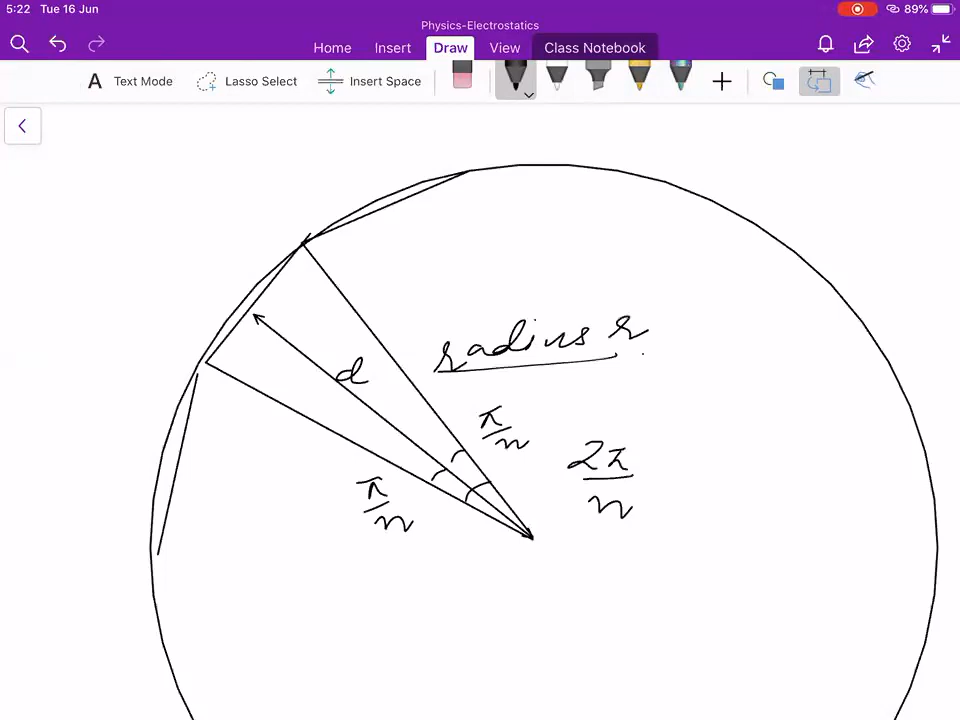 5:22 Tue 16 Jun
89%
Physics-Electrostatics
Home Insert Draw View Class Notebook
A Text Mode Lasso Select Insert Space
radius r
d
π/n
2π/n
π/n